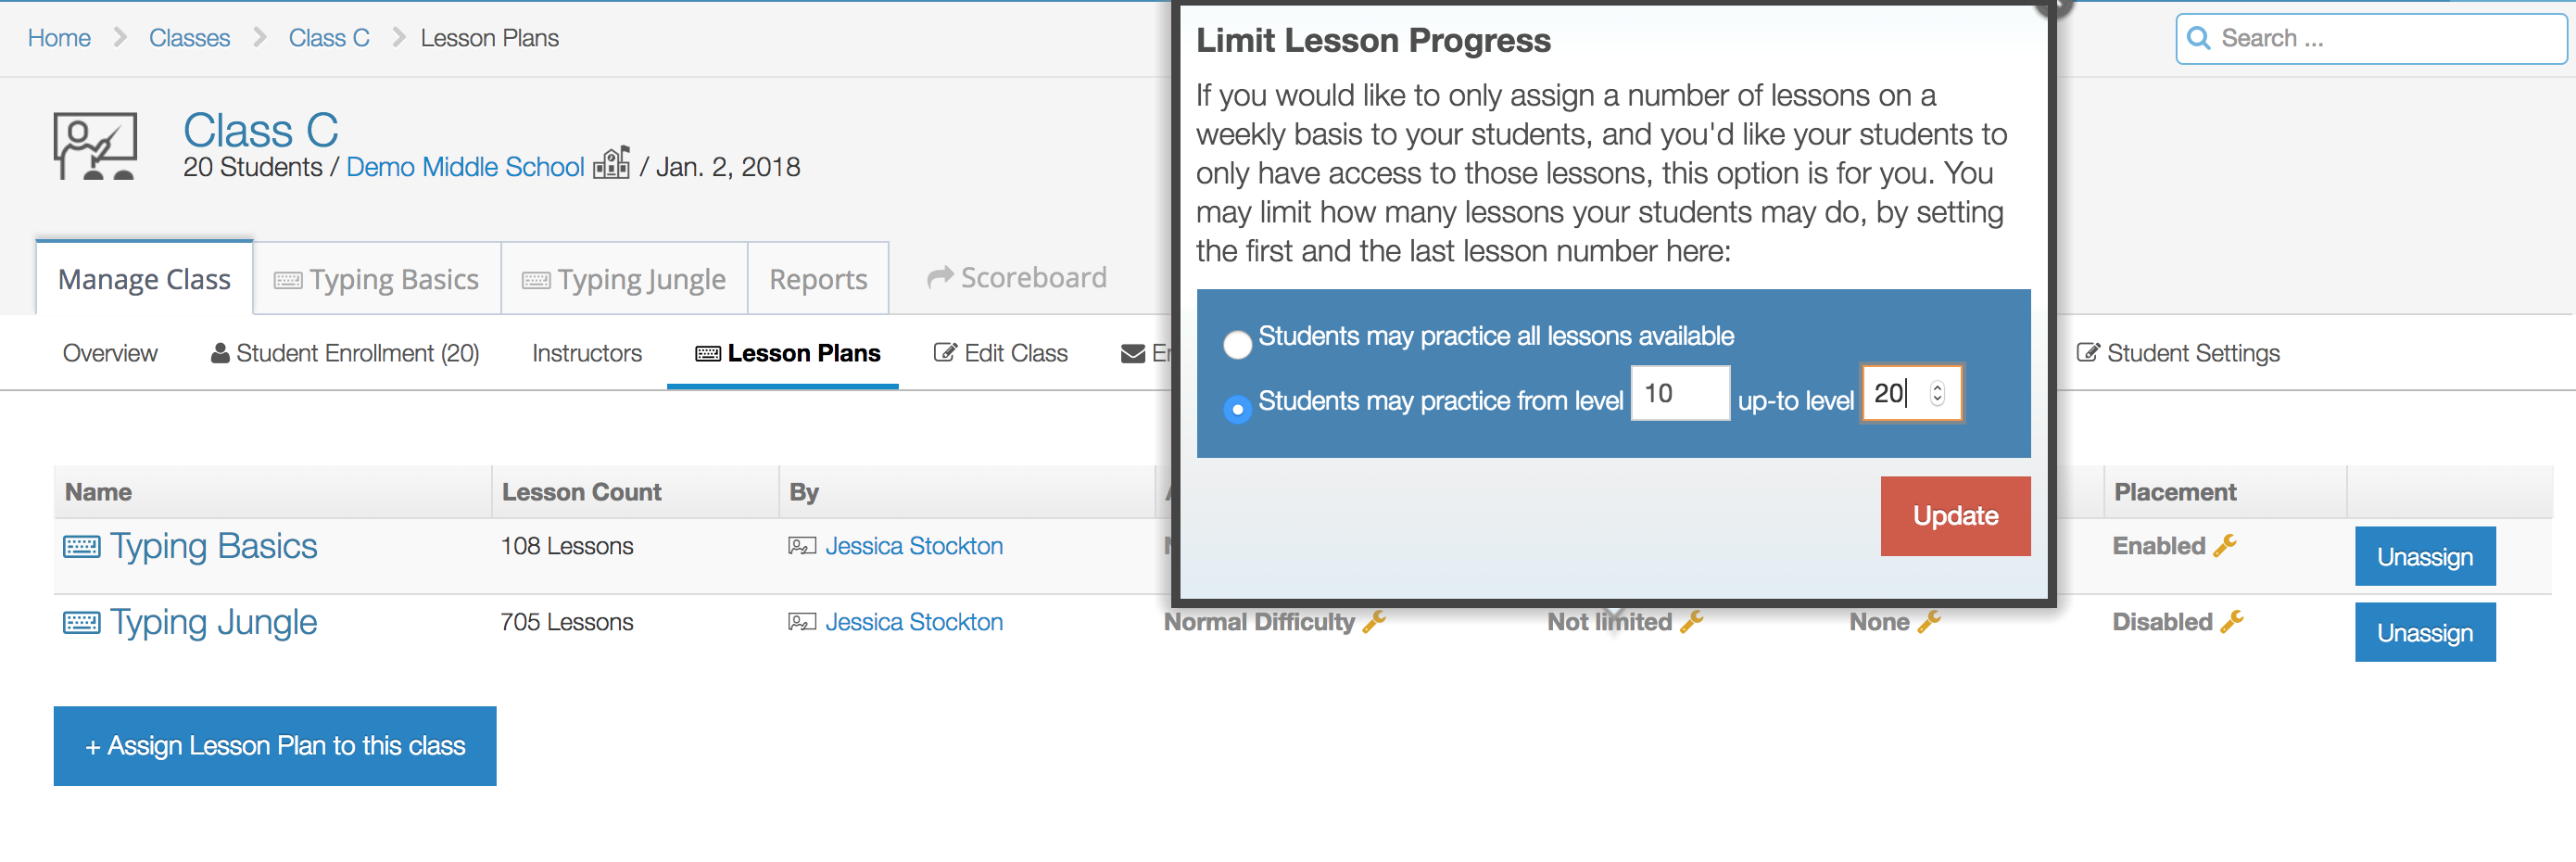 Home Classes Class C Lesson Plans
Search ...
Class C
20 Students / Demo Middle School / Jan. 2, 2018
Manage Class Typing Basics Typing Jungle Reports Scoreboard
Overview Student Enrollment (20) Instructors Lesson Plans Edit Class Student Settings
Limit Lesson Progress
If you would like to only assign a number of lessons on a
weekly basis to your students, and you'd like your students to
only have access to those lessons, this option is for you. You
may limit how many lessons your students may do, by setting
the first and the last lesson number here:
Students may practice all lessons available
Students may practice from level 10 up-to level 20
Update
Name Lesson Count By Placement
Typing Basics 108 Lessons Jessica Stockton Enabled Unassign
Typing Jungle 705 Lessons Jessica Stockton Normal Difficulty Not limited None Disabled Unassign
+ Assign Lesson Plan to this class